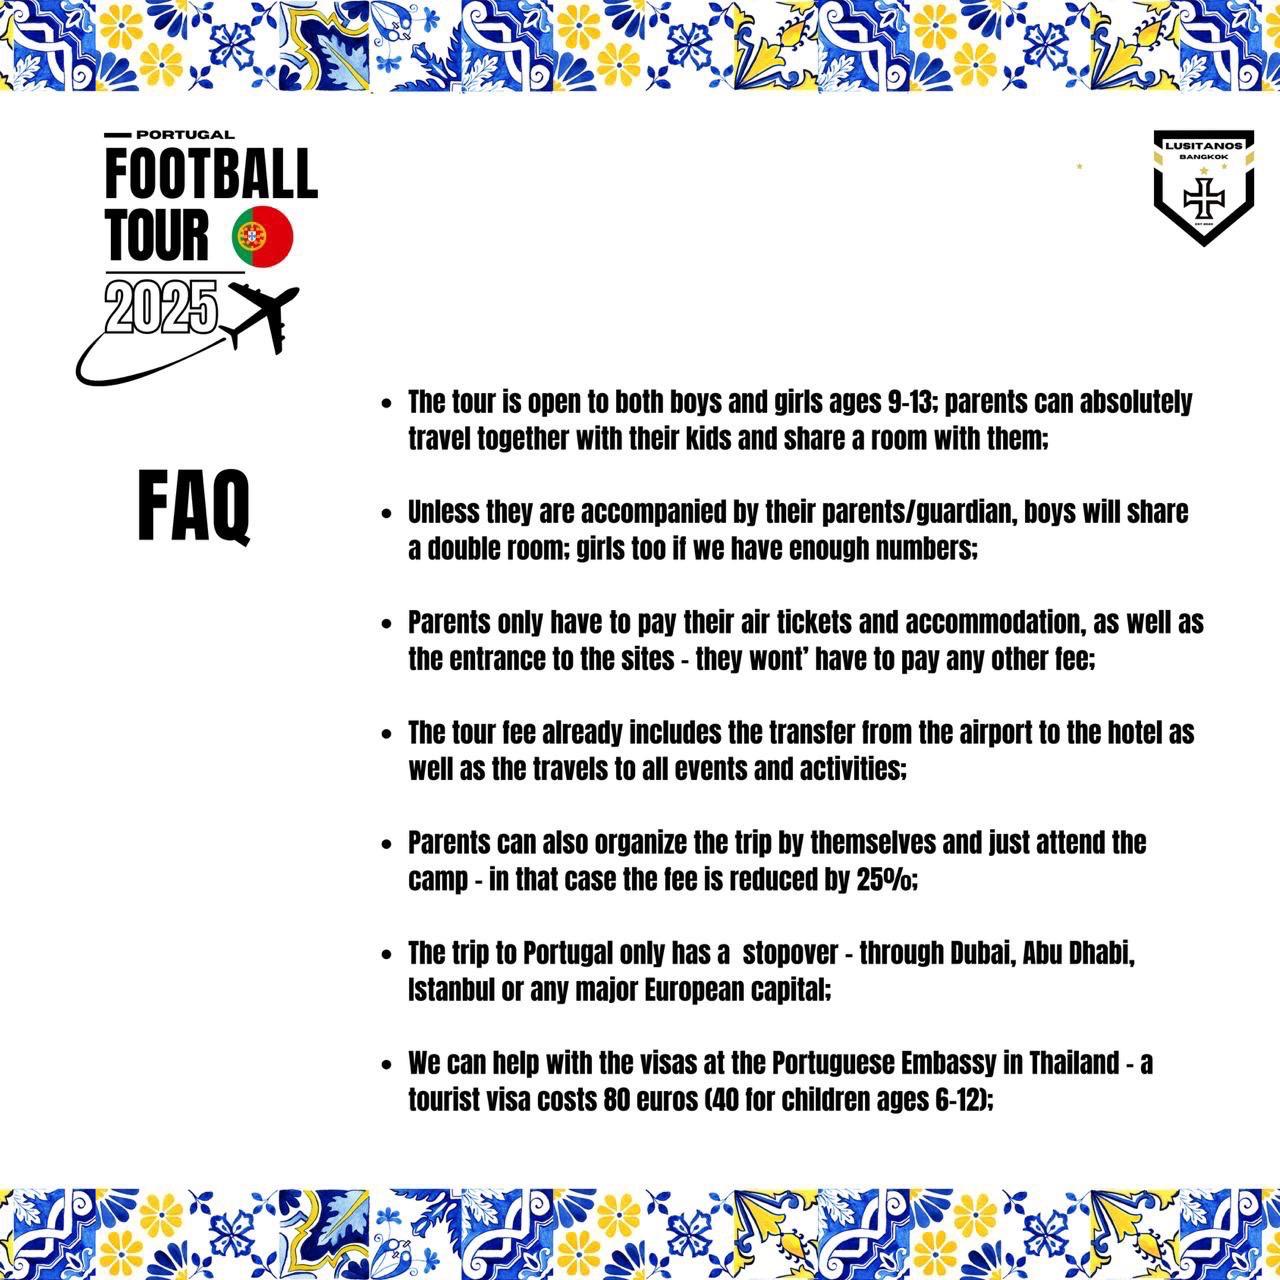 PORTUGAL
FOOTBALL
TOUR
2025
LUSITANOS
BANGKOK
FAQ
• The tour is open to both boys and girls ages 9-13; parents can absolutely
travel together with their kids and share a room with them;
• Unless they are accompanied by their parents/guardian, boys will share
a double room; girls too if we have enough numbers;
• Parents only have to pay their air tickets and accommodation, as well as
the entrance to the sites - they wont’ have to pay any other fee;
• The tour fee already includes the transfer from the airport to the hotel as
well as the travels to all events and activities;
• Parents can also organize the trip by themselves and just attend the
camp - in that case the fee is reduced by 25%;
• The trip to Portugal only has a  stopover - through Dubai, Abu Dhabi,
Istanbul or any major European capital;
• We can help with the visas at the Portuguese Embassy in Thailand - a
tourist visa costs 80 euros (40 for children ages 6-12);